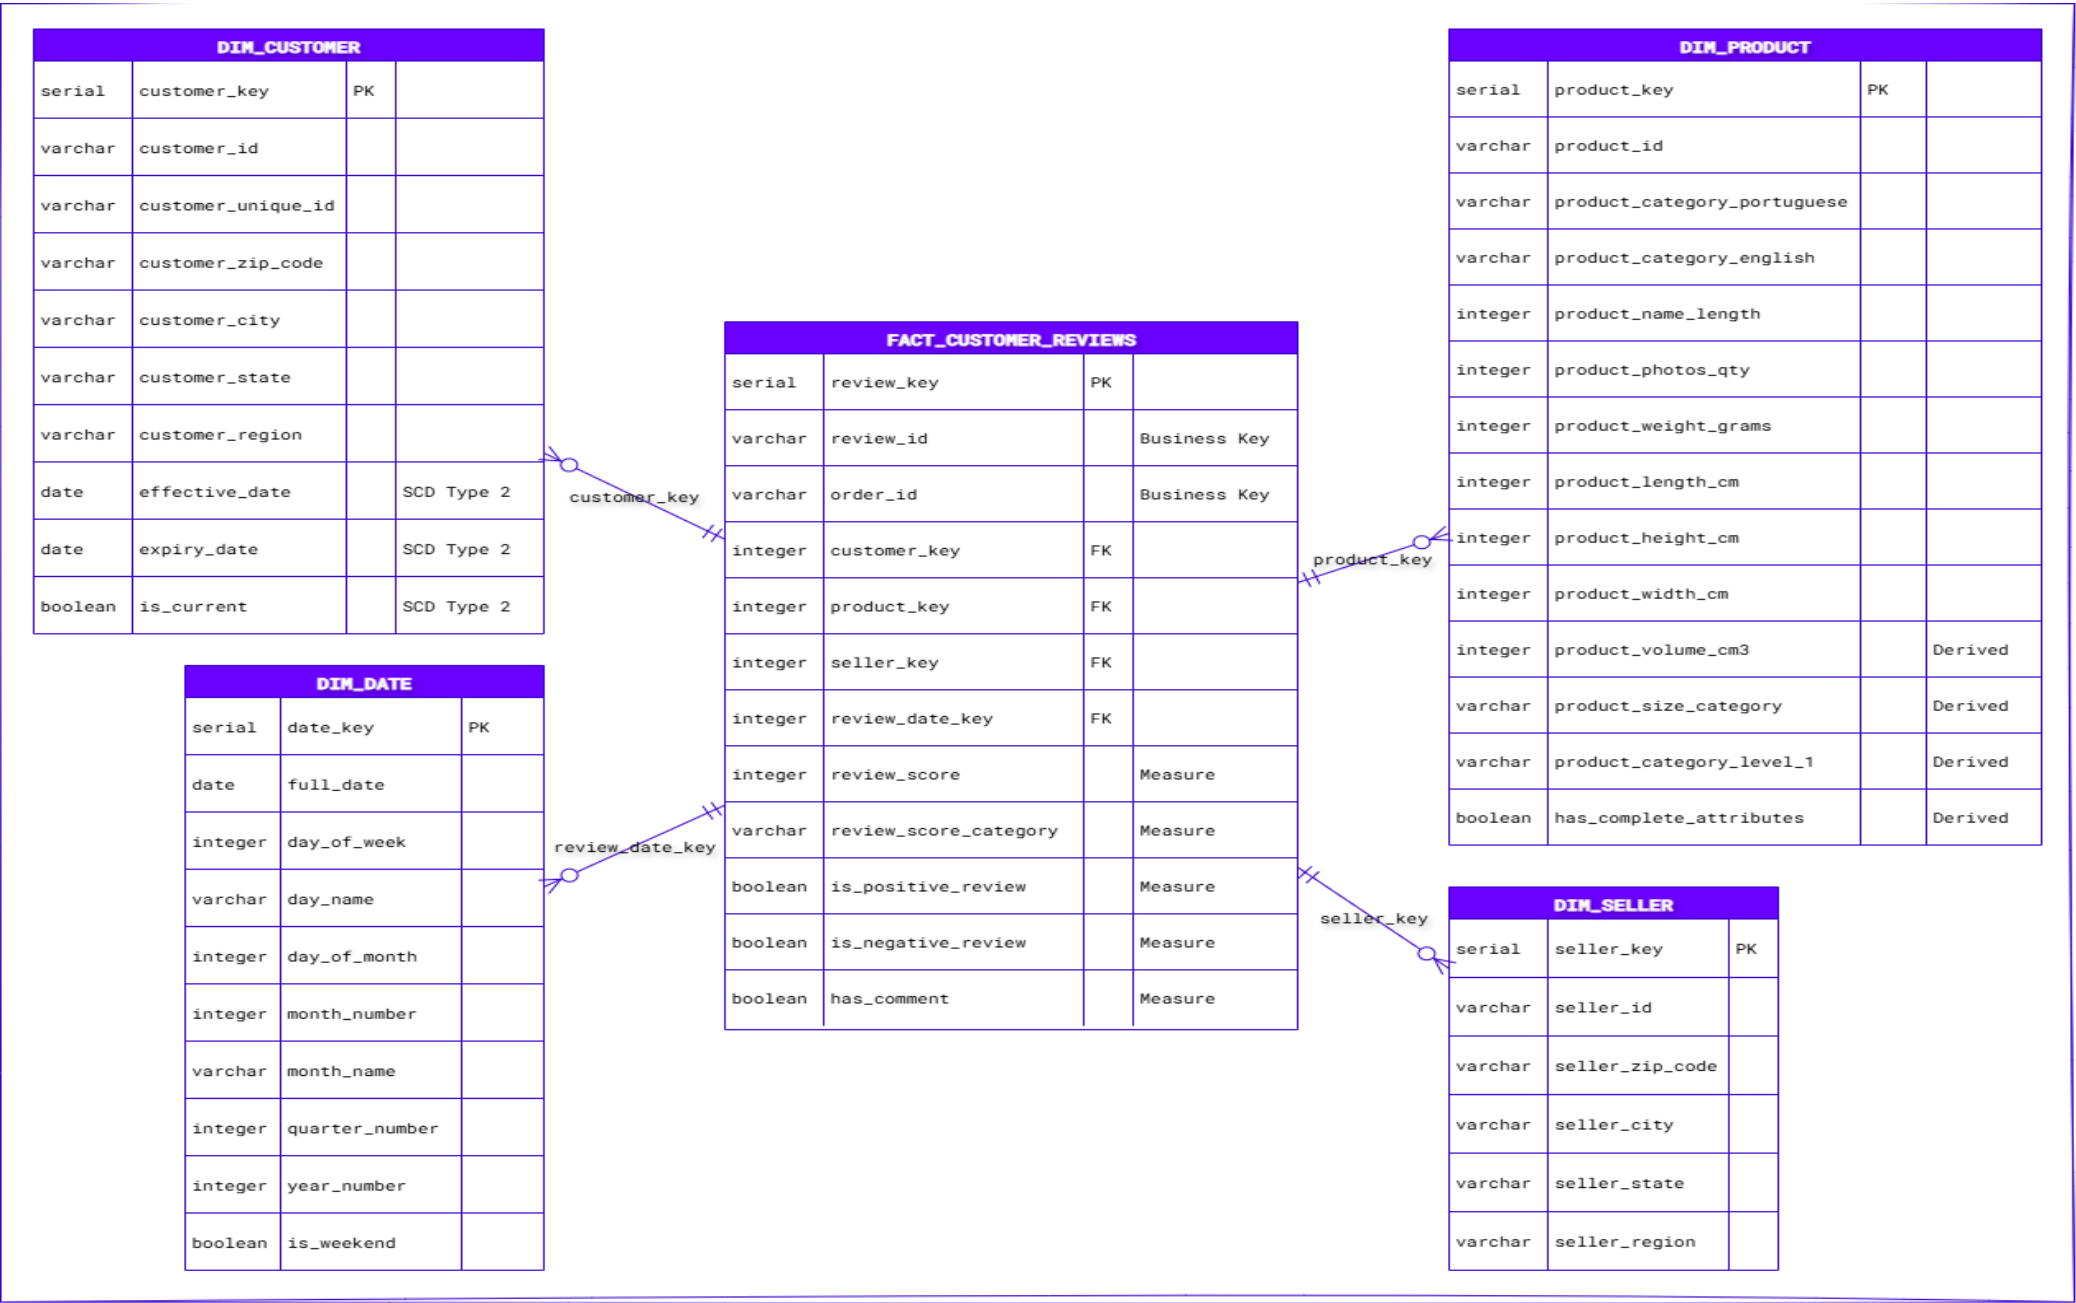 DIM_CUSTOMER
serial customer_key PK
varchar customer_id
varchar customer_unique_id
varchar customer_zip_code
varchar customer_city
varchar customer_state
varchar customer_region
date effective_date SCD Type 2
date expiry_date SCD Type 2
boolean is_current SCD Type 2
DIM_DATE
serial date_key PK
date full_date
integer day_of_week
varchar day_name
integer day_of_month
integer month_number
varchar month_name
integer quarter_number
integer year_number
boolean is_weekend
customer_key
review_date_key
FACT_CUSTOMER_REVIEWS
serial review_key PK
varchar review_id Business Key
varchar order_id Business Key
integer customer_key FK
integer product_key FK
integer seller_key FK
integer review_date_key FK
integer review_score Measure
varchar review_score_category Measure
boolean is_positive_review Measure
boolean is_negative_review Measure
boolean has_comment Measure
product_key
seller_key
DIM_PRODUCT
serial product_key PK
varchar product_id
varchar product_category_portuguese
varchar product_category_english
integer product_name_length
integer product_photos_qty
integer product_weight_grams
integer product_length_cm
integer product_height_cm
integer product_width_cm
integer product_volume_cm3 Derived
varchar product_size_category Derived
varchar product_category_level_1 Derived
boolean has_complete_attributes Derived
DIM_SELLER
serial seller_key PK
varchar seller_id
varchar seller_zip_code
varchar seller_city
varchar seller_state
varchar seller_region